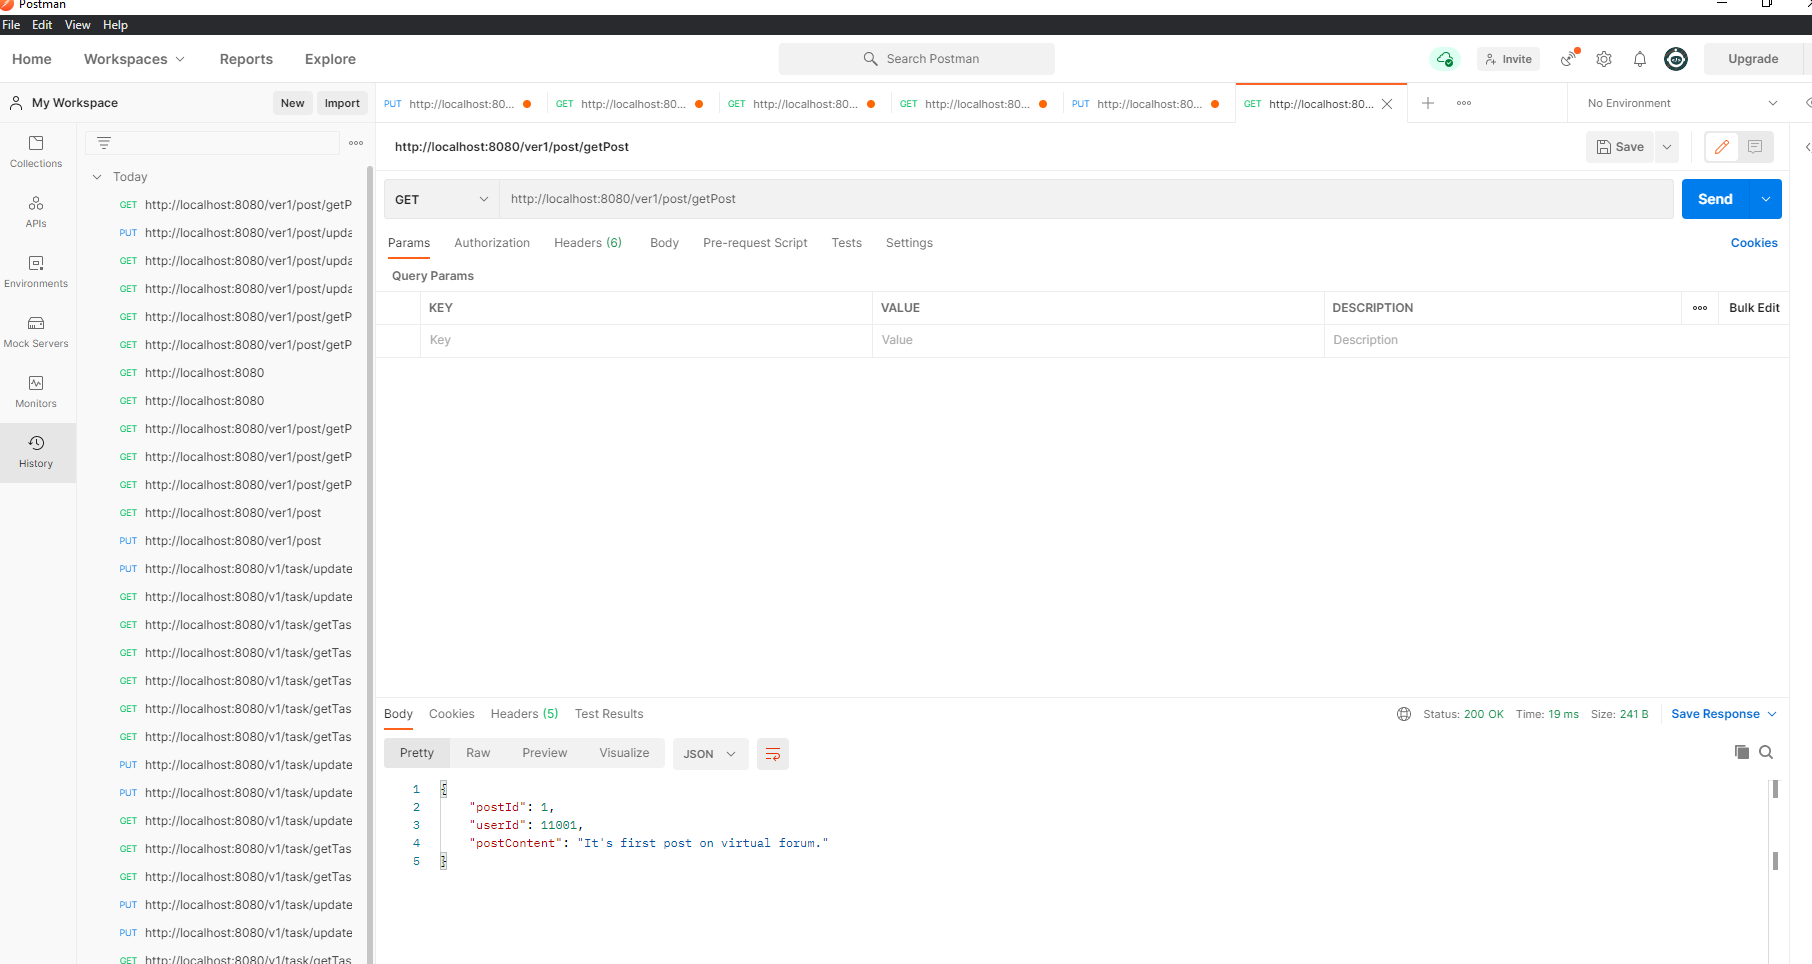 Postman
File Edit View Help
Home Workspaces Reports Explore Search Postman Invite Upgrade
My Workspace New Import
PUT http://localhost:80... GET http://localhost:80... GET http://localhost:80... GET http://localhost:80... PUT http://localhost:80... GET http://localhost:80... No Environment
Collections
APIs
Environments
Mock Servers
Monitors
History
Today
GET http://localhost:8080/ver1/post/getP
PUT http://localhost:8080/ver1/post/upda
GET http://localhost:8080/ver1/post/upda
GET http://localhost:8080/ver1/post/upda
GET http://localhost:8080/ver1/post/getP
GET http://localhost:8080/ver1/post/getP
GET http://localhost:8080
GET http://localhost:8080
GET http://localhost:8080/ver1/post/getP
GET http://localhost:8080/ver1/post/getP
GET http://localhost:8080/ver1/post/getP
GET http://localhost:8080/ver1/post
PUT http://localhost:8080/ver1/post
PUT http://localhost:8080/v1/task/update
GET http://localhost:8080/v1/task/update
GET http://localhost:8080/v1/task/getTas
GET http://localhost:8080/v1/task/getTas
GET http://localhost:8080/v1/task/getTas
GET http://localhost:8080/v1/task/getTas
GET http://localhost:8080/v1/task/getTas
PUT http://localhost:8080/v1/task/update
PUT http://localhost:8080/v1/task/update
GET http://localhost:8080/v1/task/update
GET http://localhost:8080/v1/task/getTas
GET http://localhost:8080/v1/task/getTas
PUT http://localhost:8080/v1/task/update
PUT http://localhost:8080/v1/task/update
GET http://localhost:8080/v1/task/getTas
http://localhost:8080/ver1/post/getPost Save
GET http://localhost:8080/ver1/post/getPost Send
Params Authorization Headers (6) Body Pre-request Script Tests Settings Cookies
Query Params
KEY VALUE DESCRIPTION Bulk Edit
Key Value Description
Body Cookies Headers (5) Test Results Status: 200 OK Time: 19 ms Size: 241 B Save Response
Pretty Raw Preview Visualize JSON
1 {
2 "postId": 1,
3 "userId": 11001,
4 "postContent": "It's first post on virtual forum."
5 }